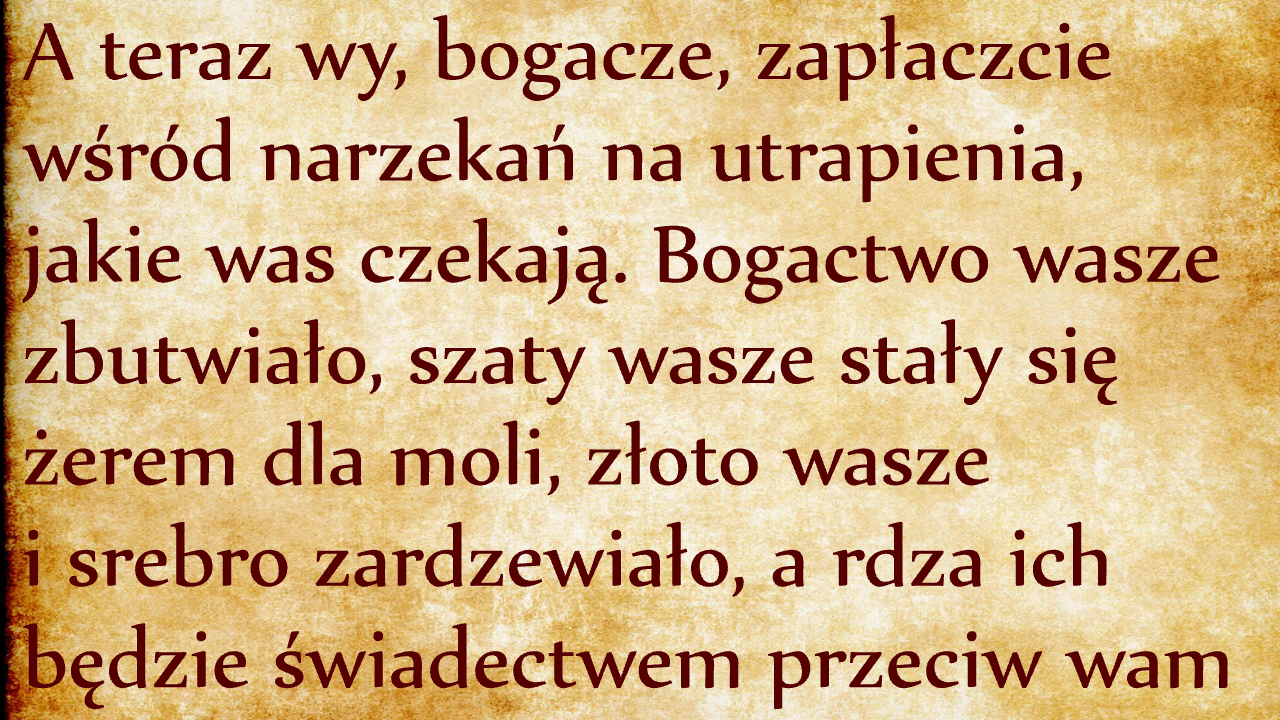 A teraz wy, bogacze, zapłaczcie
wśród narzekań na utrapienia,
jakie was czekają. Bogactwo wasze
zbutwiało, szaty wasze stały się
żerem dla moli, złoto wasze
i srebro zardzewiało, a rdza ich
będzie świadectwem przeciw wam